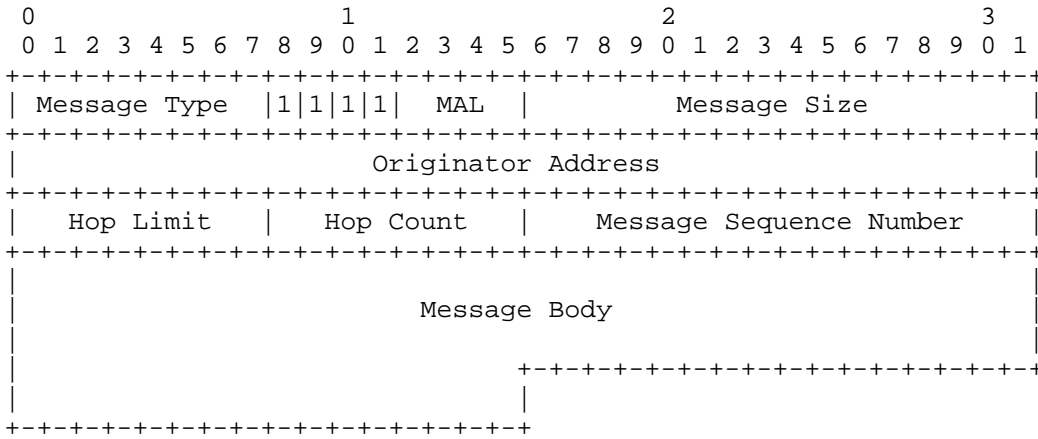 0                   1                   2                   3
 0 1 2 3 4 5 6 7 8 9 0 1 2 3 4 5 6 7 8 9 0 1 2 3 4 5 6 7 8 9 0 1
+-+-+-+-+-+-+-+-+-+-+-+-+-+-+-+-+-+-+-+-+-+-+-+-+-+-+-+-+-+-+-+-+
| Message Type  |1|1|1|1|  MAL  |         Message Size          |
+-+-+-+-+-+-+-+-+-+-+-+-+-+-+-+-+-+-+-+-+-+-+-+-+-+-+-+-+-+-+-+-+
|                      Originator Address                       |
+-+-+-+-+-+-+-+-+-+-+-+-+-+-+-+-+-+-+-+-+-+-+-+-+-+-+-+-+-+-+-+-+
|   Hop Limit   |   Hop Count   |    Message Sequence Number    |
+-+-+-+-+-+-+-+-+-+-+-+-+-+-+-+-+-+-+-+-+-+-+-+-+-+-+-+-+-+-+-+-+
|                                                               |
|                         Message Body                          |
|                                                               |
|                               +-+-+-+-+-+-+-+-+-+-+-+-+-+-+-+-+
|                               |
+-+-+-+-+-+-+-+-+-+-+-+-+-+-+-+-+